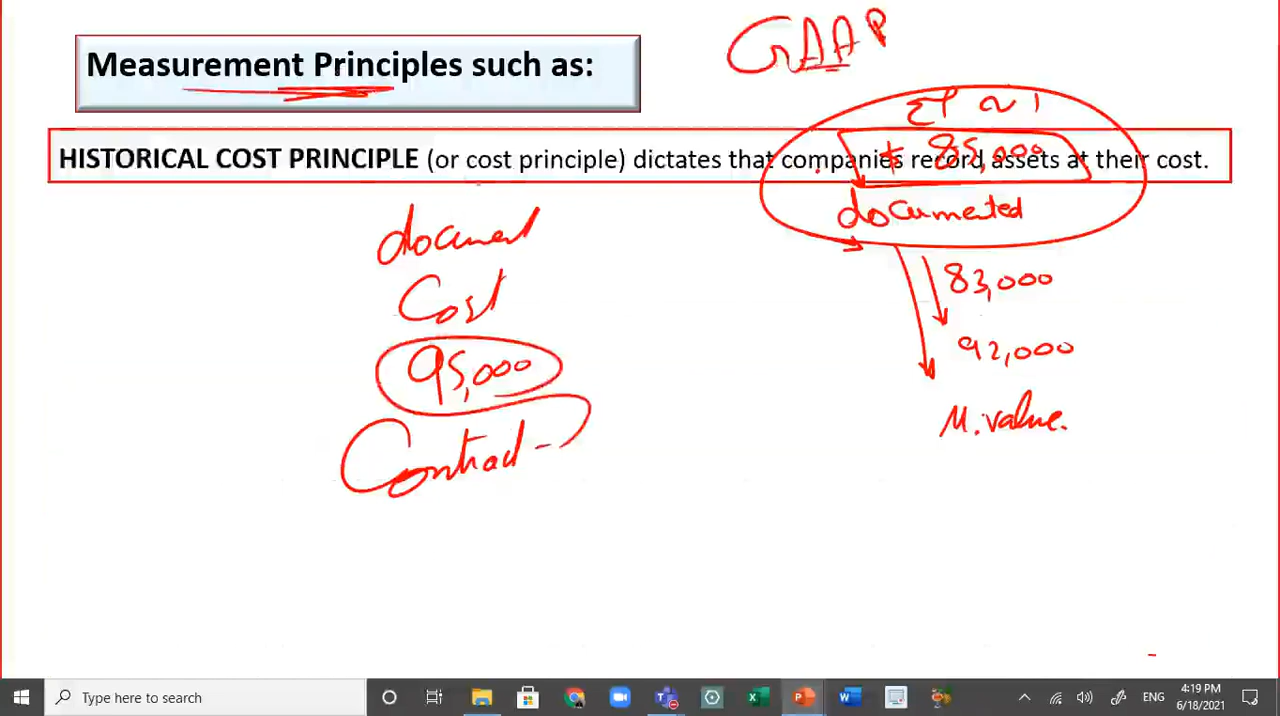 GAAP
Measurement Principles such as:
HISTORICAL COST PRINCIPLE (or cost principle) dictates that companies record assets at their cost.
$ 85,000
documented
document
Cost
95,000
Contract
83,000
92,000
M. value.
Type here to search
ENG
4:19 PM
6/18/2021